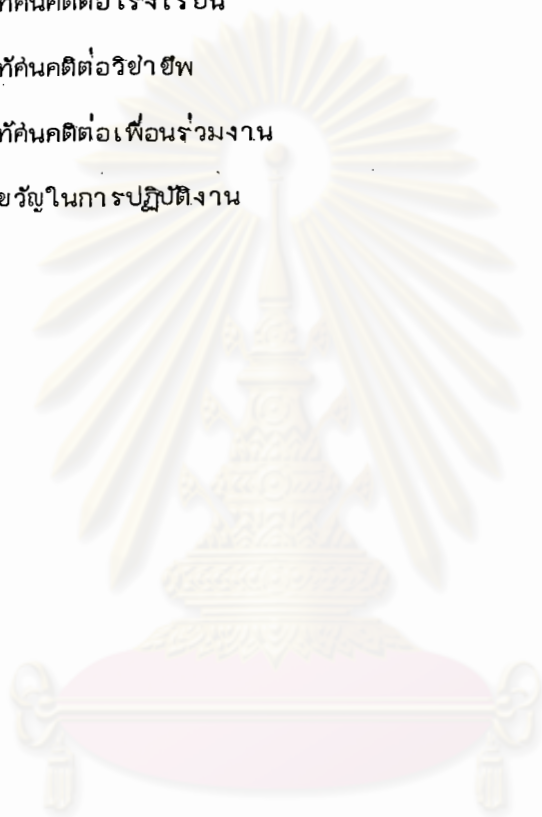 ทัศนคติต่อโรงเรียน
ทัศนคติต่อวิชาชีพ
ทัศนคติต่อเพื่อนร่วมงาน
ขวัญในการปฏิบัติงาน